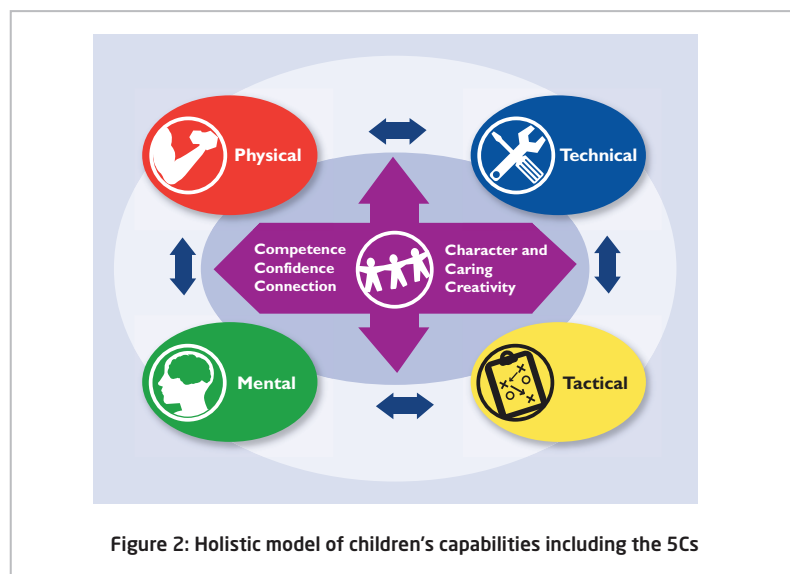 Physical
Technical
Competence
Confidence
Connection
Character and
Caring
Creativity
Mental
Tactical
Figure 2: Holistic model of children's capabilities including the 5Cs